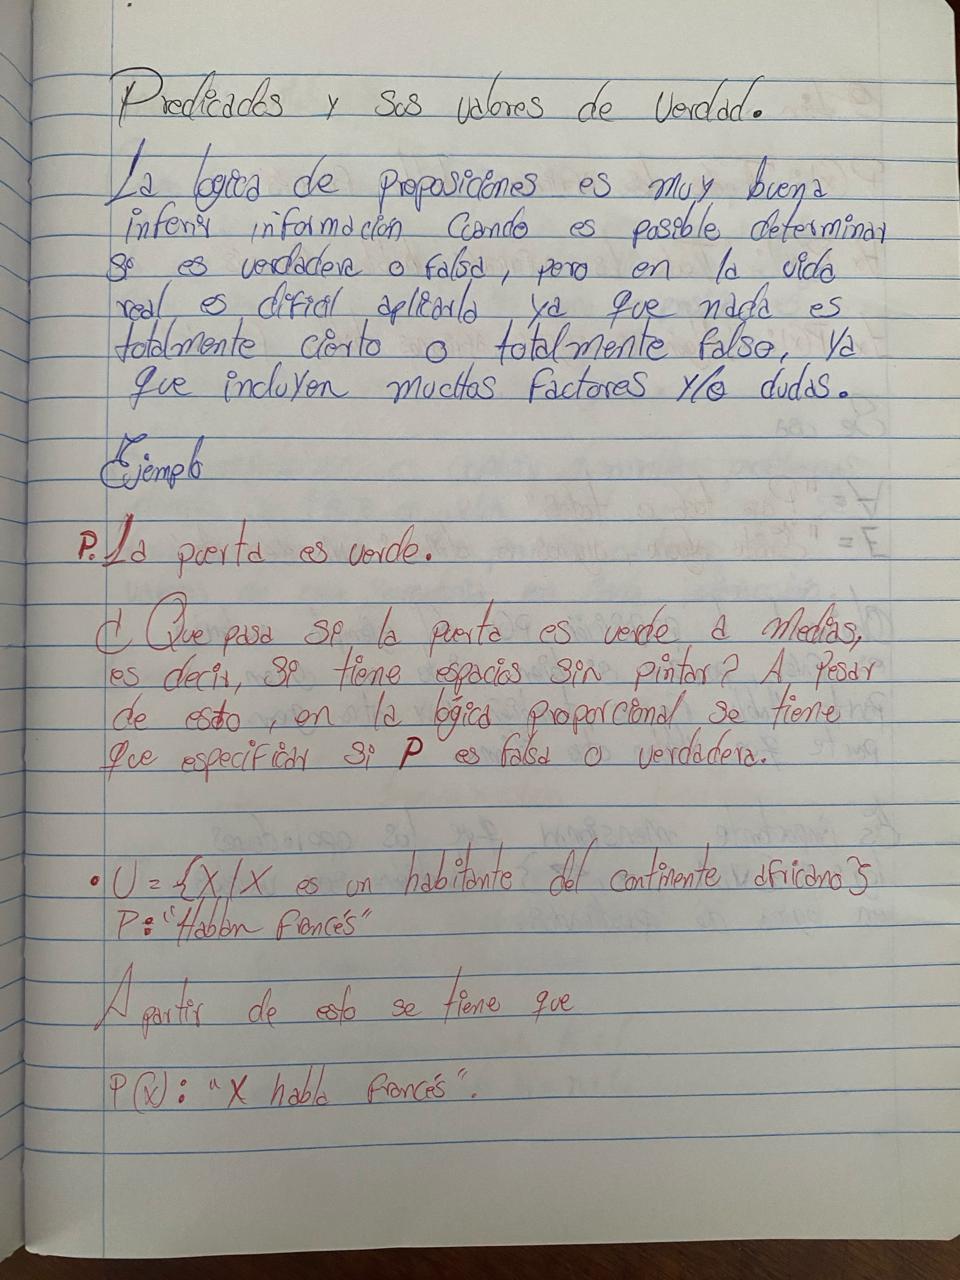 Predicados y sus valores de verdad.
La logica de proposiciones es muy buena
inferir información Cuando es posible determinar
si es verdadera o falsa, pero en la vida
real es dificil aplicarla ya que nada es
totalmente cierto o totalmente falso, ya
que incluyen muchos factores y/o dudas.
Ejemplo
P. La puerta es verde.
¿ Que pasa si la puerta es verde a medias,
es decir, si tiene espacios sin pintar? A pesar
de esto, en la lógica proporcional se tiene
que especificar si P es falsa o verdadera.
• U = {X/X es un habitante del continente africano}
P: "Hablan francés"
A partir de esto se tiene que
P(x): "X habla francés".